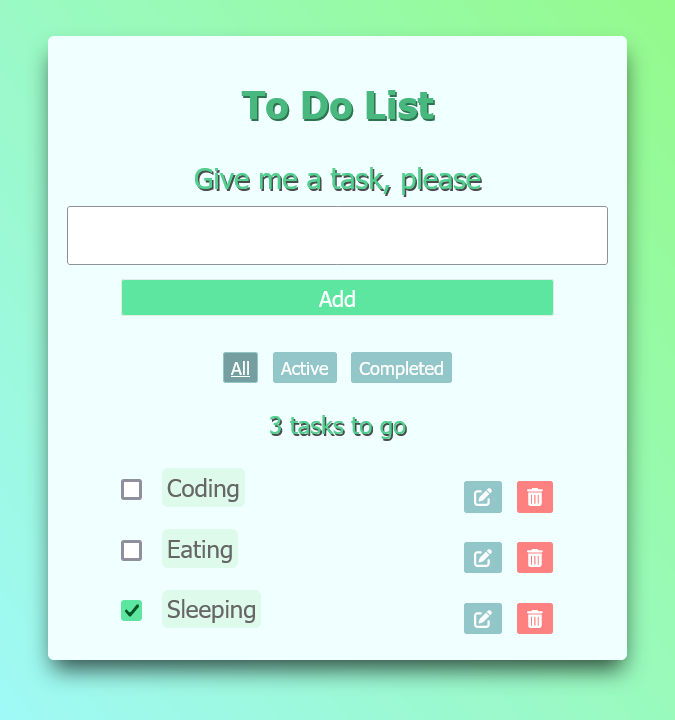 To Do List
Give me a task, please
Add
All Active Completed
3 tasks to go
Coding
Eating
Sleeping